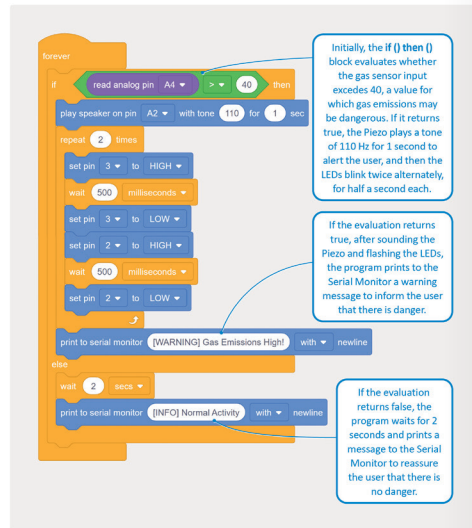 forever
if read analog pin A4 > 40 then
play speaker on pin A2 with tone 110 for 1 sec
repeat 2 times
set pin 3 to HIGH
wait 500 milliseconds
set pin 3 to LOW
set pin 2 to HIGH
wait 500 milliseconds
set pin 2 to LOW
print to serial monitor [WARNING] Gas Emissions High! with newline
else
wait 2 secs
print to serial monitor [INFO] Normal Activity with newline
Initially, the if () then ()
block evaluates whether
the gas sensor input
excedes 40, a value for
which gas emissions may
be dangerous. If it returns
true, the Piezo plays a tone
of 110 Hz for 1 second to
alert the user, and then the
LEDs blink twice alternately,
for half a second each.
If the evaluation returns
true, after sounding the
Piezo and flashing the LEDs,
the program prints to the
Serial Monitor a warning
message to inform the user
that there is danger.
If the evaluation
returns false, the
program waits for 2
seconds and prints a
message to the Serial
Monitor to reassure
the user that there is
no danger.